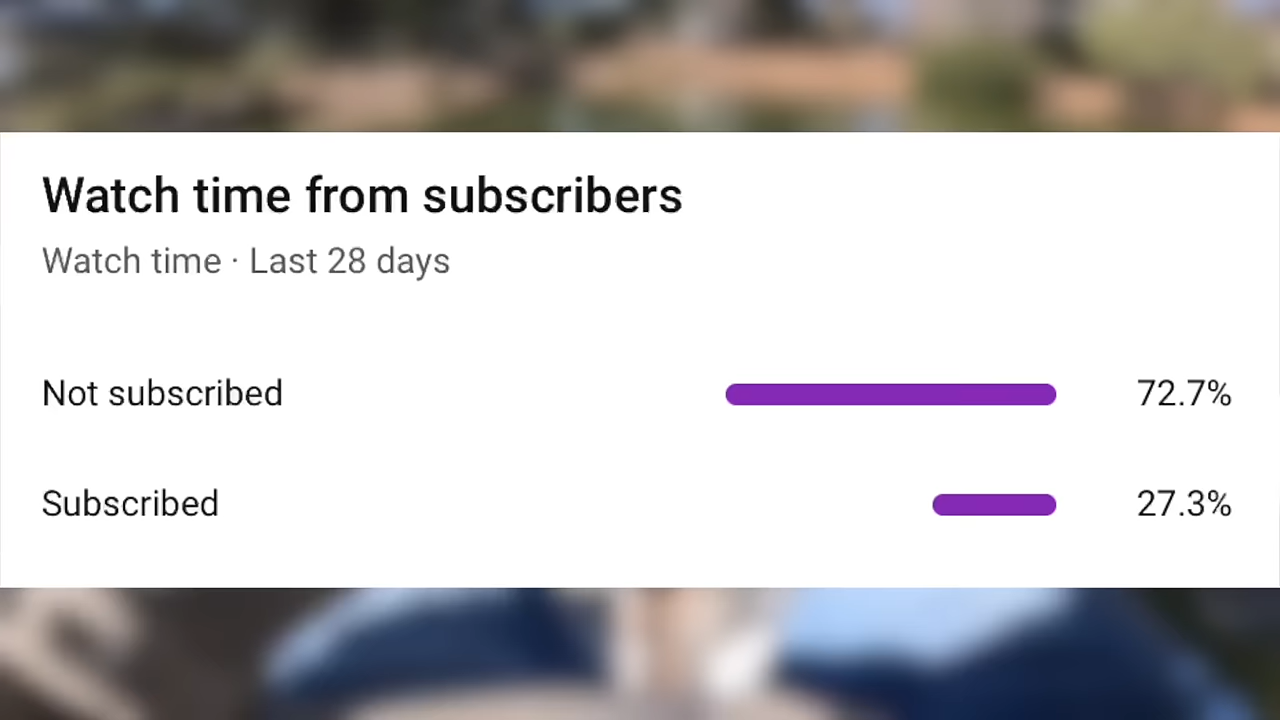 Watch time from subscribers
Watch time · Last 28 days
Not subscribed 72.7%
Subscribed 27.3%